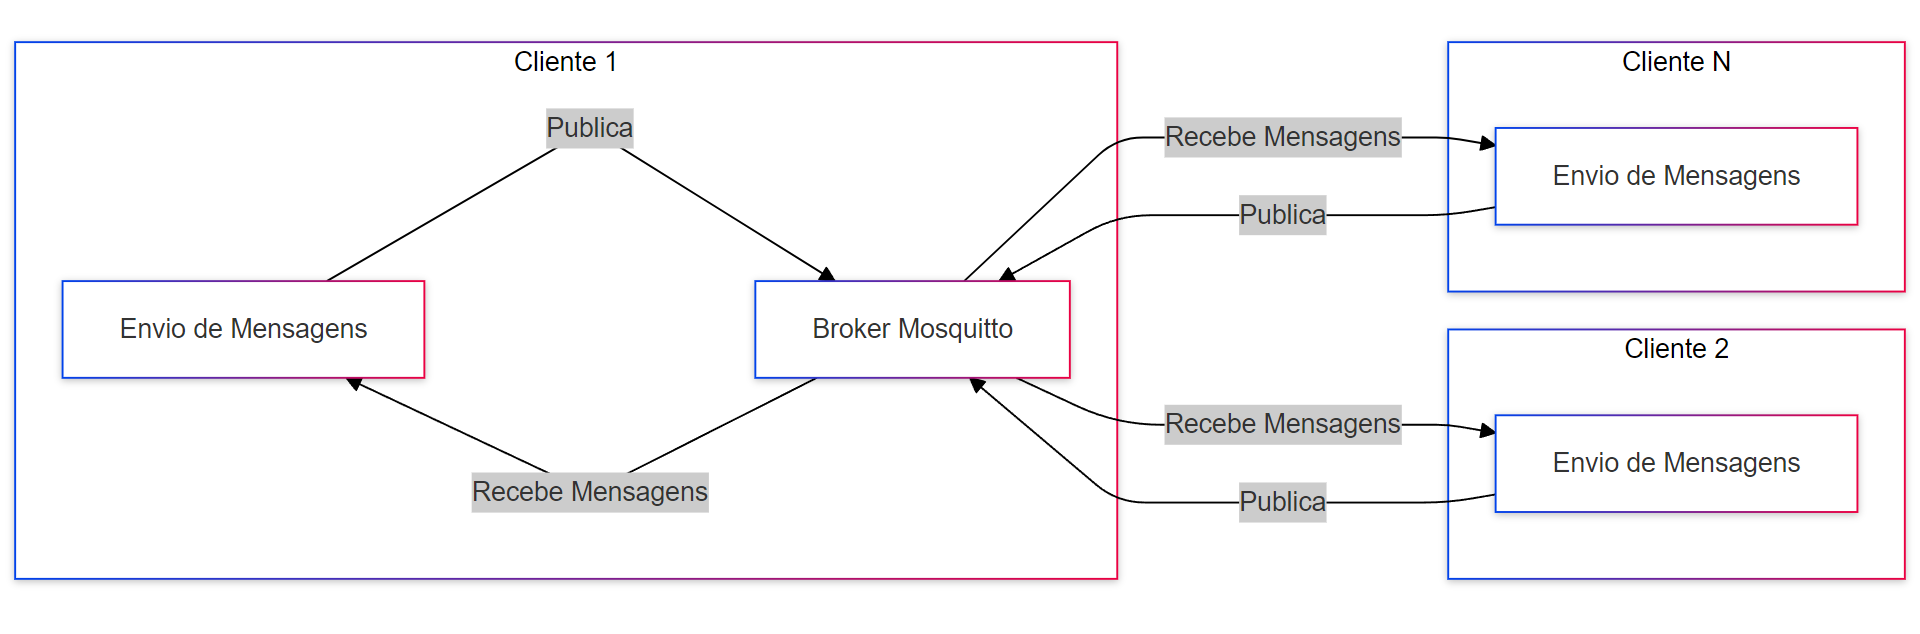 Cliente 1
Publica
Envio de Mensagens
Broker Mosquitto
Recebe Mensagens
Cliente N
Recebe Mensagens
Envio de Mensagens
Publica
Cliente 2
Recebe Mensagens
Envio de Mensagens
Publica